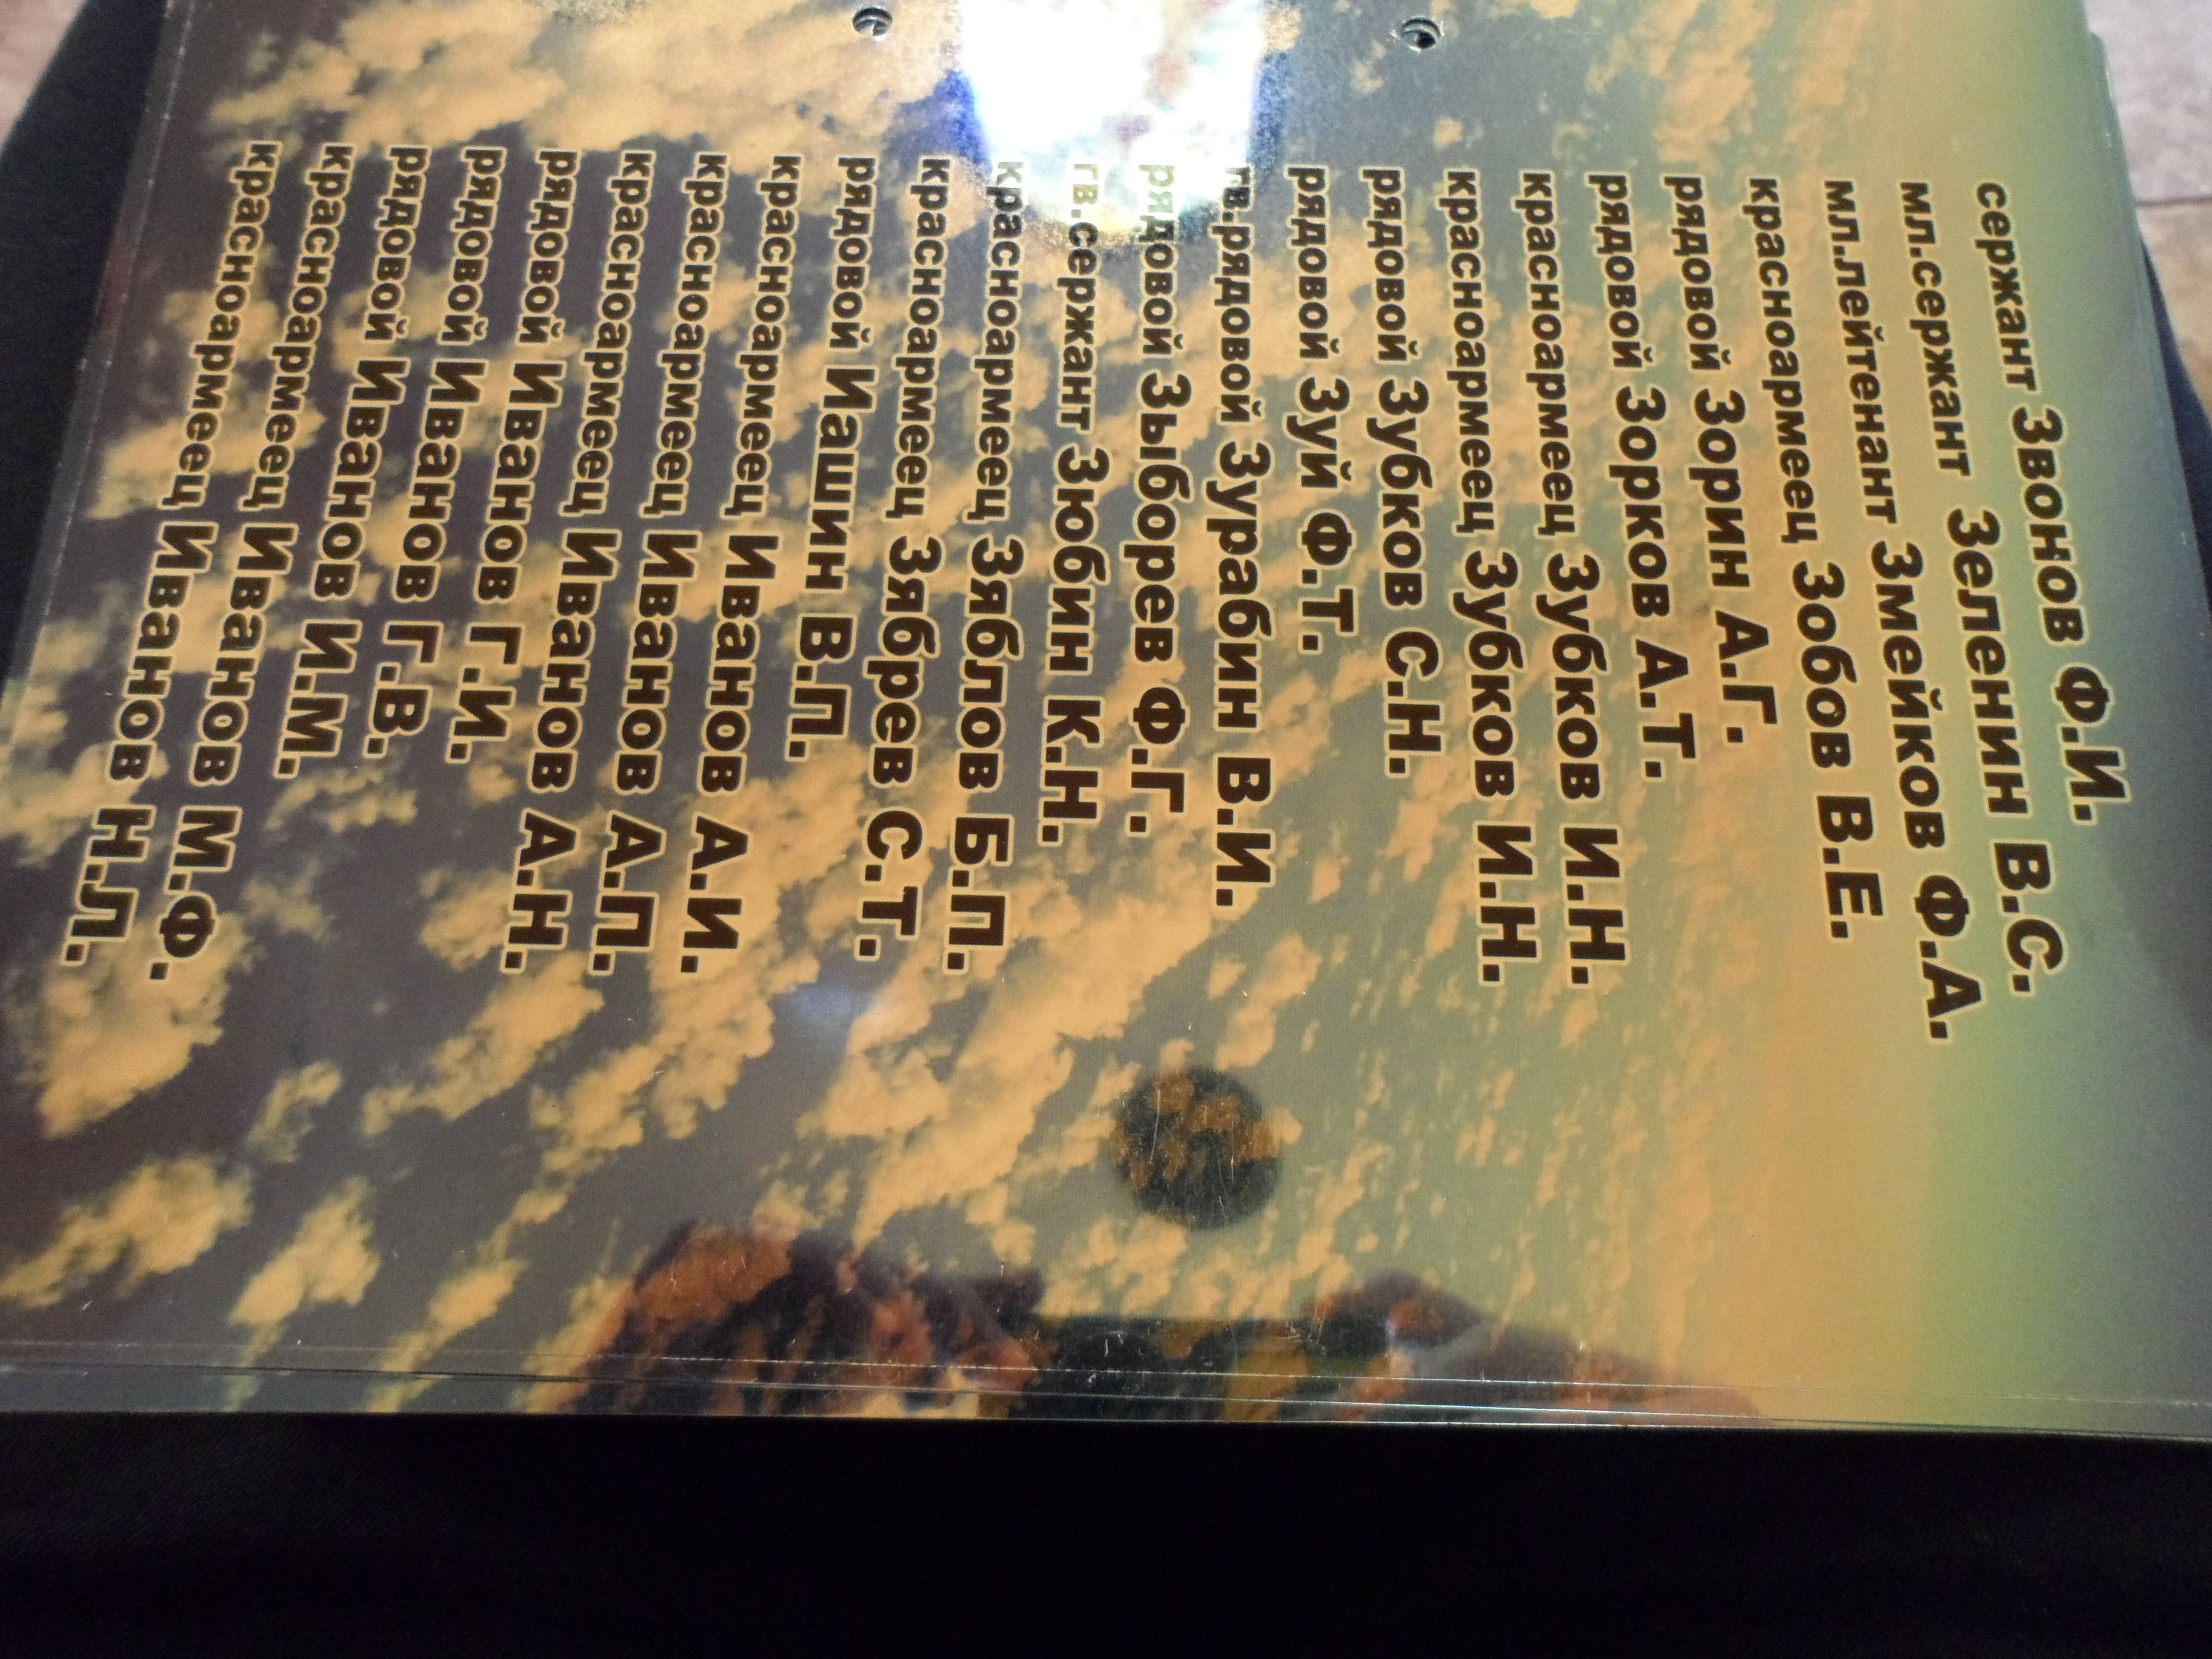 сержант Звонов Ф.И.
мл.сержант Зеленин В.С.
мл.лейтенант Змейков Ф.А.
красноармеец Зобов В.Е.
рядовой Зорин А.Г.
рядовой Зорков А.Т.
красноармеец Зубков И.Н.
красноармеец Зубков И.Н.
рядовой Зубков С.Н.
рядовой Зуй Ф.Т.
гв.рядовой Зурабин В.И.
рядовой Зыборев Ф.Г.
гв.сержант Зюбин К.Н.
красноармеец Зяблов Б.П.
красноармеец Зябрев С.Т.
рядовой Иашин В.П.
красноармеец Иванов А.И.
красноармеец Иванов А.П.
красноармеец Иванов А.Н.
рядовой Иванов Г.И.
рядовой Иванов Г.В.
рядовой Иванов И.М.
красноармеец Иванов М.Ф.
красноармеец Иванов Н.Л.